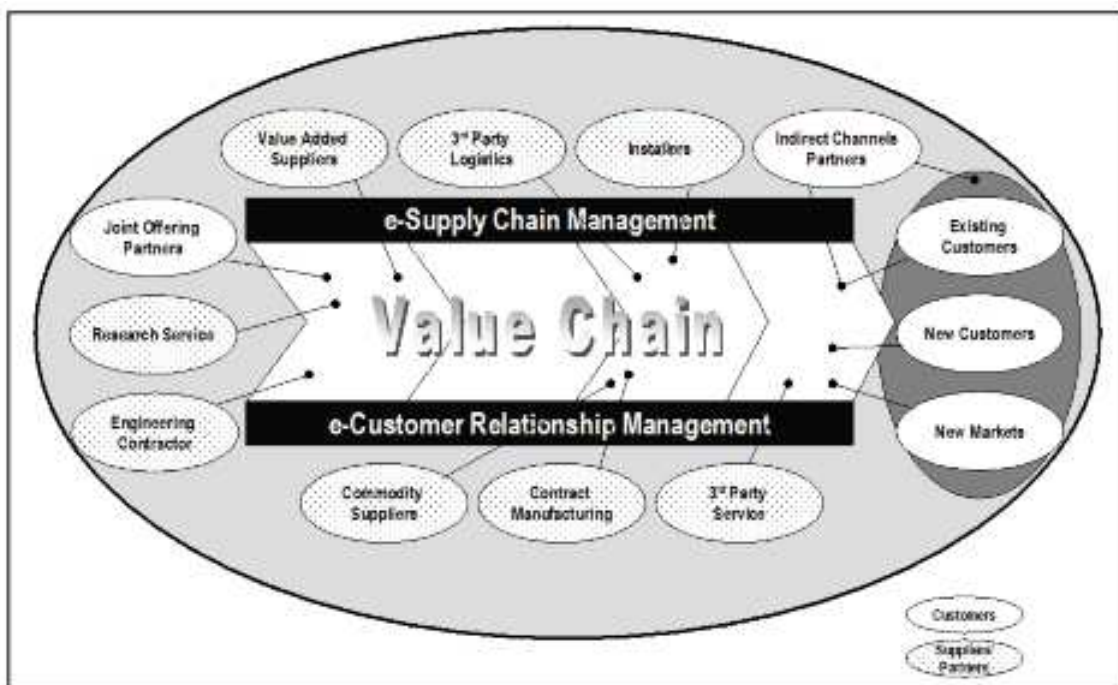 Value Added
Suppliers
3rd Party
Logistics
Installers
Indirect Channels
Partners
e-Supply Chain Management
Joint Offering
Partners
Existing
Customers
Value Chain
Research Service
New Customers
Engineering
Contractor
e-Customer Relationship Management
New Markets
Commodity
Suppliers
Contract
Manufacturing
3rd Party
Service
Customers
Suppliers
Partners